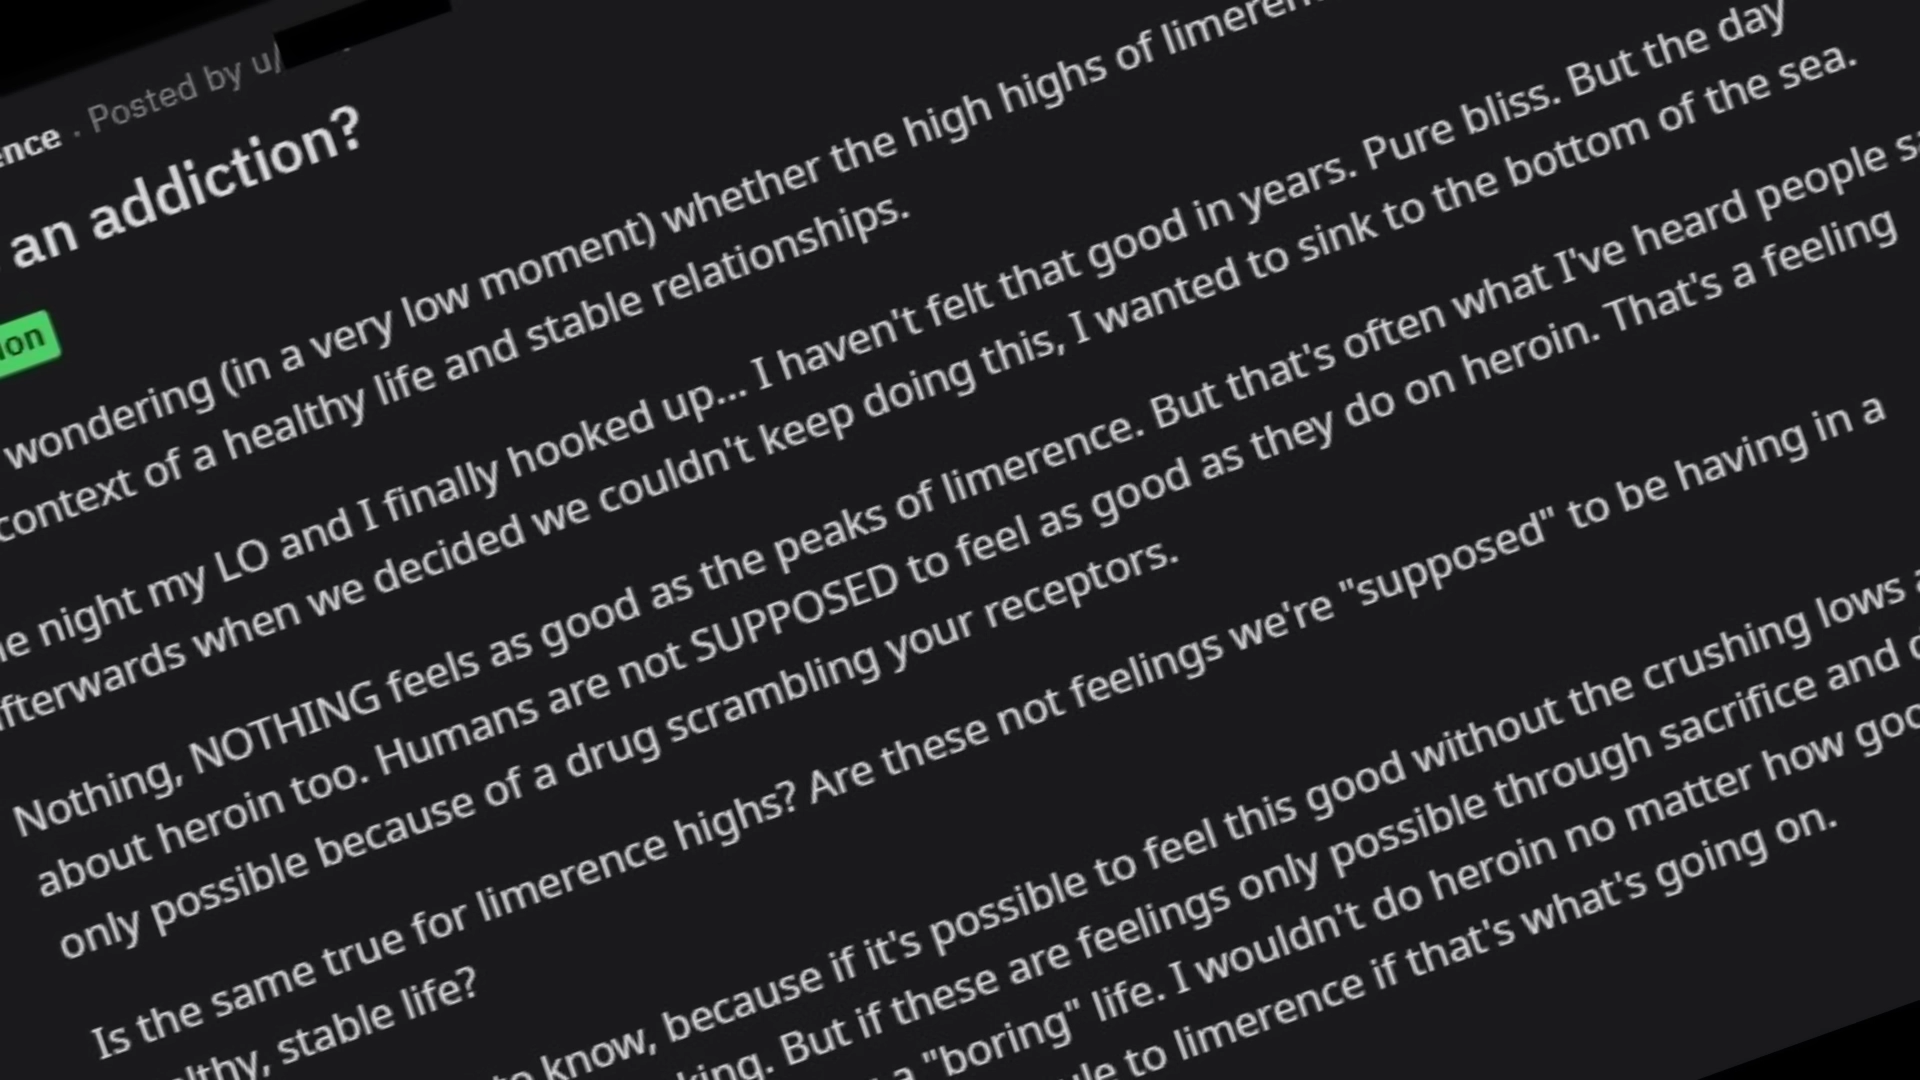 ence . Posted by u/
an addiction?
ion
wondering (in a very low moment) whether the high highs of limeren
context of a healthy life and stable relationships.
night my LO and I finally hooked up... I haven't felt that good in years. Pure bliss. But the day
fterwards when we decided we couldn't keep doing this, I wanted to sink to the bottom of the sea.
Nothing, NOTHING feels as good as the peaks of limerence. But that's often what I've heard people sa
about heroin too. Humans are not SUPPOSED to feel as good as they do on heroin. That's a feeling
only possible because of a drug scrambling your receptors.
Is the same true for limerence highs? Are these not feelings we're "supposed" to be having in a
lthy, stable life?
to know, because if it's possible to feel this good without the crushing lows
king. But if these are feelings only possible through sacrifice and
a "boring" life. I wouldn't do heroin no matter how goo
to limerence if that's what's going on.